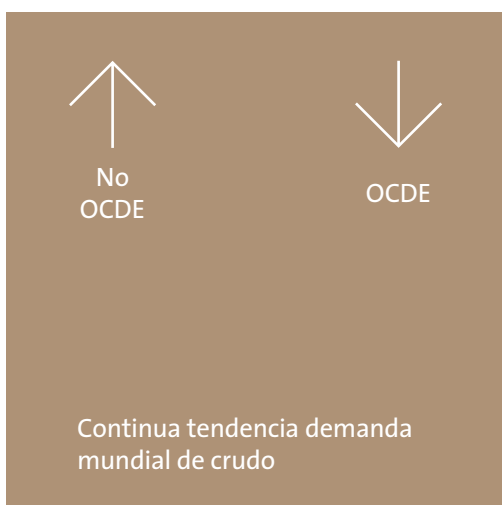 No
OCDE
OCDE
Continua tendencia demanda
mundial de crudo